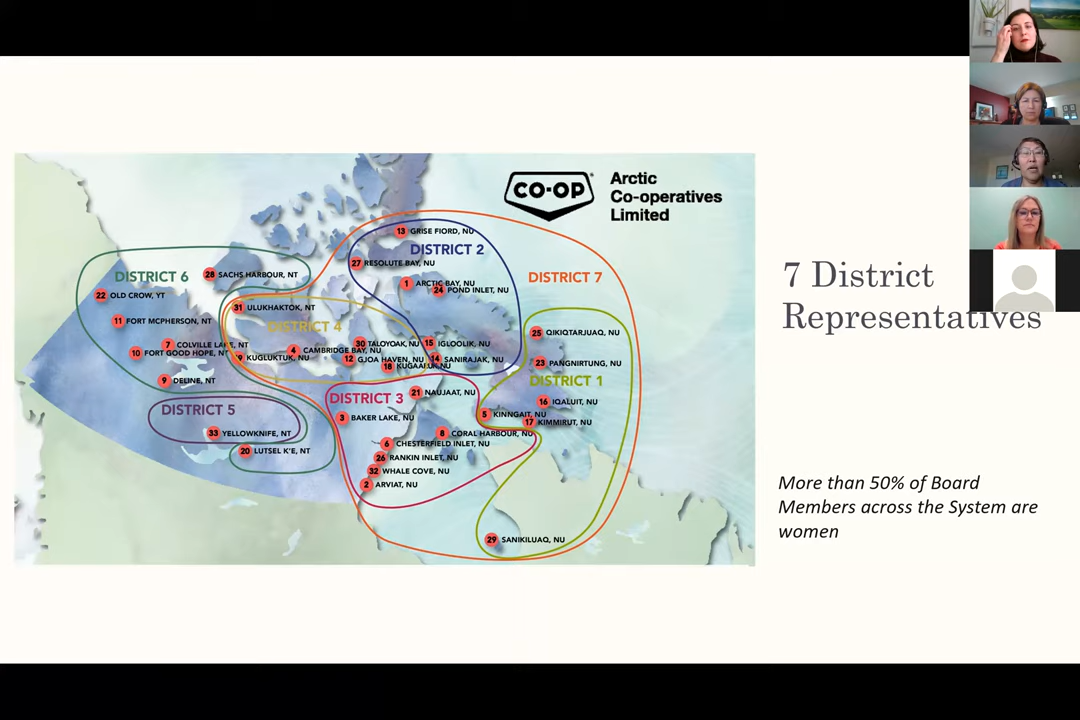 CO-OP
Arctic
Co-operatives
Limited
13 GRISE FIORD, NU
DISTRICT 2
27 RESOLUTE BAY, NU
DISTRICT 6
28 SACHS HARBOUR, NT
DISTRICT 7
1 ARCTIC BAY, NU
24 POND INLET, NU
22 OLD CROW, YT
31 ULUKHAKTOK, NT
11 FORT MCPHERSON, NT
DISTRICT 4
25 QIKIQTARJUAQ, NU
7 COLVILLE LAKE, NT
30 TALOYOAK, NU
15 IGLOOLIK, NU
10 FORT GOOD HOPE, NT
19 KUGLUKTUK, NU
4 CAMBRIDGE BAY, NU
12 GJOA HAVEN, NU
14 SANIRAJAK, NU
18 KUGAARUK, NU
23 PANGNIRTUNG, NU
9 DELINE, NT
DISTRICT 1
DISTRICT 3
21 NAUJAAT, NU
16 IQALUIT, NU
DISTRICT 5
3 BAKER LAKE, NU
5 KINNGAIT, NU
17 KIMMIRUT, NU
33 YELLOWKNIFE, NT
8 CORAL HARBOUR, NU
6 CHESTERFIELD INLET, NU
20 LUTSEL K'E, NT
26 RANKIN INLET, NU
32 WHALE COVE, NU
2 ARVIAT, NU
29 SANIKILUAQ, NU
7 District
Representatives
More than 50% of Board
Members across the System are
women